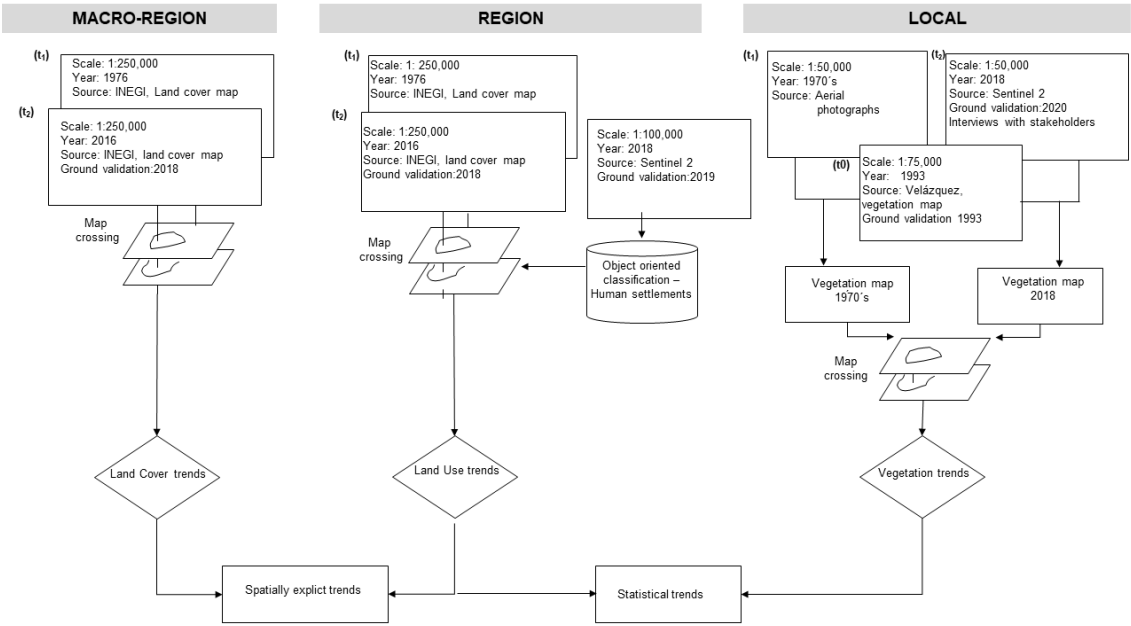 MACRO-REGION
REGION
LOCAL
(t1)
Scale: 1:250,000
Year: 1976
Source: INEGI, Land cover map
(t2)
Scale: 1:250,000
Year: 2016
Source: INEGI, land cover map
Ground validation:2018
Map
crossing
Land Cover trends
(t1)
Scale: 1: 250,000
Year: 1976
Source: INEGI, Land cover map
(t2)
Scale: 1:250,000
Year: 2016
Source: INEGI, land cover map
Ground validation:2018
Scale: 1:100,000
Year: 2018
Source: Sentinel 2
Ground validation:2019
Map
crossing
Object oriented
classification –
Human settlements
Land Use trends
(t1)
Scale: 1:50,000
Year: 1970´s
Source: Aerial
photographs
(t2)
Scale: 1:50,000
Year: 2018
Source: Sentinel 2
Ground validation:2020
Interviews with stakeholders
(t0)
Scale: 1:75,000
Year: 1993
Source: Velázquez,
vegetation map
Ground validation 1993
Vegetation map
1970´s
Vegetation map
2018
Map
crossing
Vegetation trends
Spatially explict trends
Statistical trends